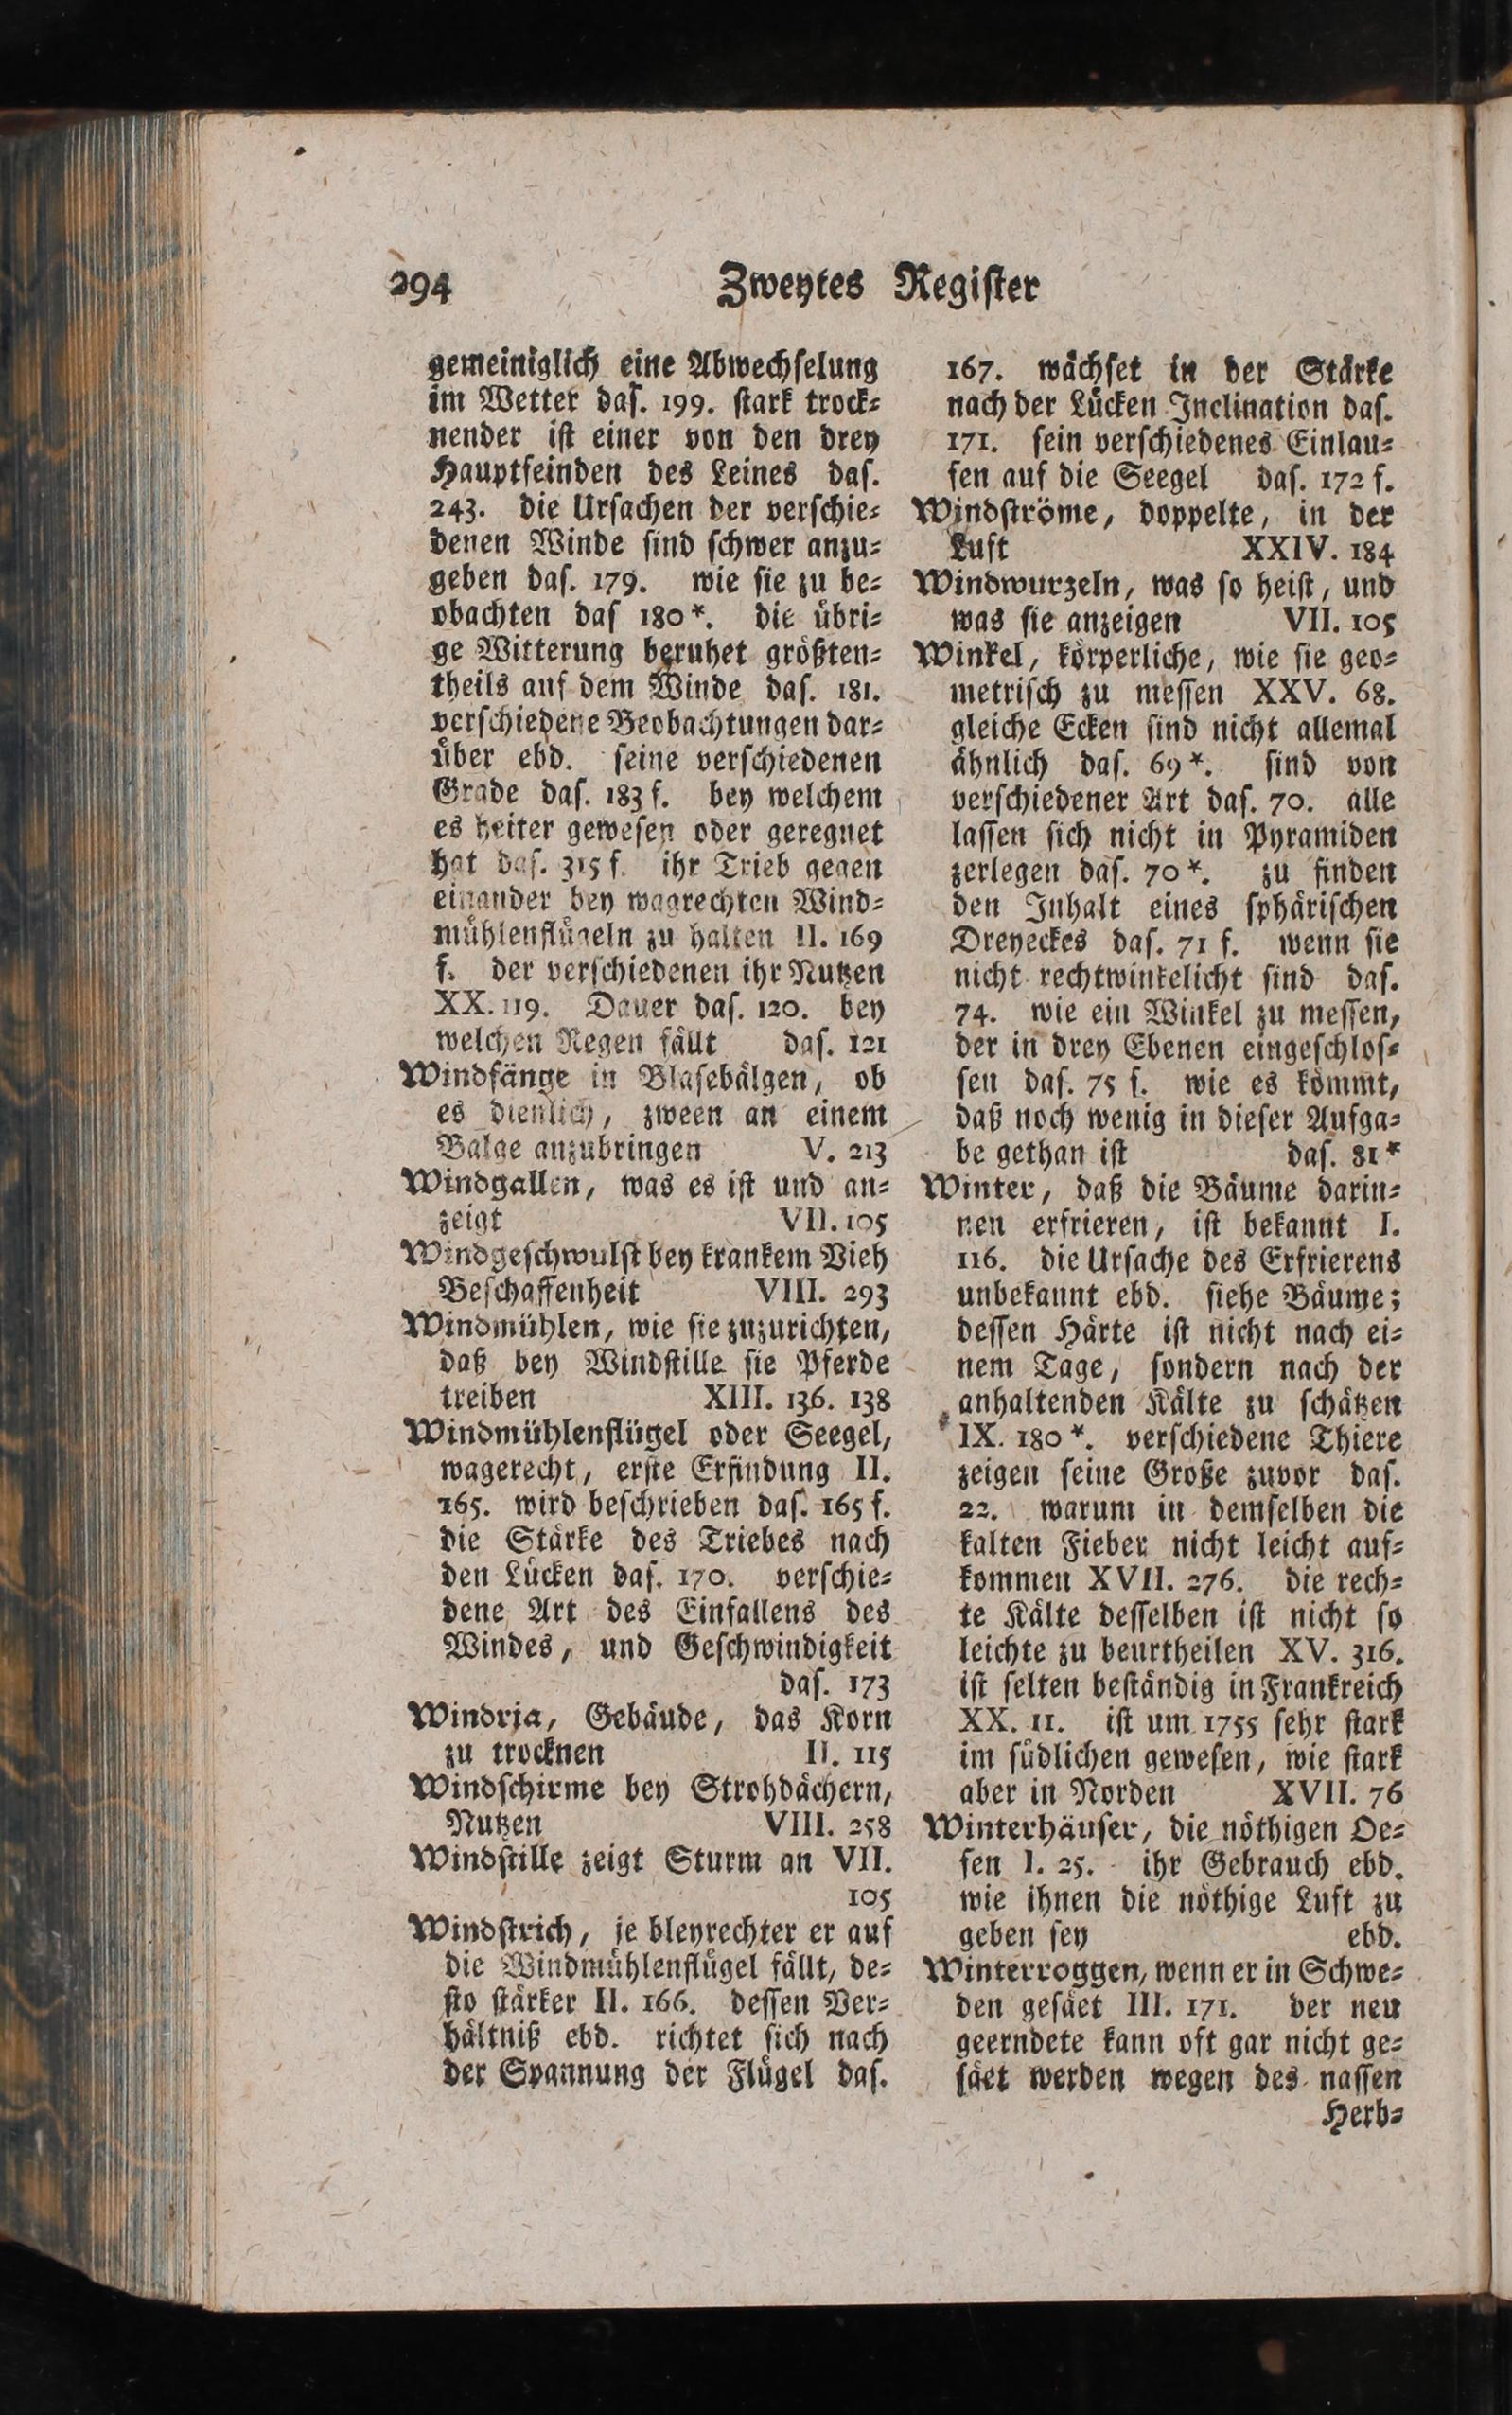 294 Zweytes Register
gemeiniglich eine Abwechselung
im Wetter das. 199. stark trock-
nender ist einer von den drey
Hauptfeinden des Leines das.
243. die Ursachen der verschie-
denen Winde sind schwer anzu-
geben das. 179. wie sie zu be-
obachten das 180*. die übri-
ge Witterung beruhet größten-
theils auf dem Winde das. 181.
verschiedene Beobachtungen dar-
über ebd. seine verschiedenen
Grade das. 183 f. bey welchem
es heiter gewesen oder geregnet
hat das. 315 f. ihr Trieb gegen
einander bey wagrechten Wind-
mühlenflügeln zu halten II. 169
f. der verschiedenen ihr Nutzen
XX. 119. Dauer das. 120. bey
welchen Regen fällt das. 121
Windfänge in Blasebälgen, ob
es dienlich, zween an einem
Balge anzubringen V. 213
Windgallen, was es ist und an-
zeigt VII. 105
Windgeschwulst bey krankem Vieh
Beschaffenheit VIII. 293
Windmühlen, wie sie zuzurichten,
daß bey Windstille sie Pferde
treiben XIII. 136. 138
Windmühlenflügel oder Seegel,
wagerecht, erste Erfindung II.
165. wird beschrieben das. 165 f.
die Stärke des Triebes nach
den Lücken das. 170. verschie-
dene Art des Einfallens des
Windes, und Geschwindigkeit
das. 173
Windria, Gebäude, das Korn
zu trocknen II. 115
Windschirme bey Strohdächern,
Nutzen VIII. 258
Windstille zeigt Sturm an VII.
105
Windstrich, je bleyrechter er auf
die Windmühlenflügel fällt, de-
sto stärker II. 166. dessen Ver-
hältniß ebd. richtet sich nach
der Spannung der Flügel das.
167. wächset in der Stärke
nach der Lücken Inclination das.
171. sein verschiedenes Einlau-
fen auf die Seegel das. 172 f.
Windströme, doppelte, in der
Luft XXIV. 184
Windwurzeln, was so heist, und
was sie anzeigen VII. 105
Winkel, körperliche, wie sie geo-
metrisch zu messen XXV. 68.
gleiche Ecken sind nicht allemal
ähnlich das. 69*. sind von
verschiedener Art das. 70. alle
lassen sich nicht in Pyramiden
zerlegen das. 70*. zu finden
den Inhalt eines sphärischen
Dreyeckes das. 71 f. wenn sie
nicht rechtwinkelicht sind das.
74. wie ein Winkel zu messen,
der in drey Ebenen eingeschlos-
sen das. 75 f. wie es kömmt,
daß noch wenig in dieser Aufga-
be gethan ist das. 81*
Winter, daß die Bäume darin-
nen erfrieren, ist bekannt I.
116. die Ursache des Erfrierens
unbekannt ebd. siehe Bäume;
dessen Härte ist nicht nach ei-
nem Tage, sondern nach der
anhaltenden Kälte zu schätzen
IX. 180*. verschiedene Thiere
zeigen seine Große zuvor das.
22. warum in demselben die
kalten Fieber nicht leicht auf-
kommen XVII. 276. die rech-
te Kälte desselben ist nicht so
leichte zu beurtheilen XV. 316.
ist selten beständig in Frankreich
XX. 11. ist um 1755 sehr stark
im südlichen gewesen, wie stark
aber in Norden XVII. 76
Winterhäuser, die nöthigen Oe-
fen I. 25. ihr Gebrauch ebd.
wie ihnen die nöthige Luft zu
geben sey ebd.
Winterroggen, wenn er in Schwe-
den gesäet III. 171. der neu
geerndete kann oft gar nicht ge-
säet werden wegen des nassen
Herb-